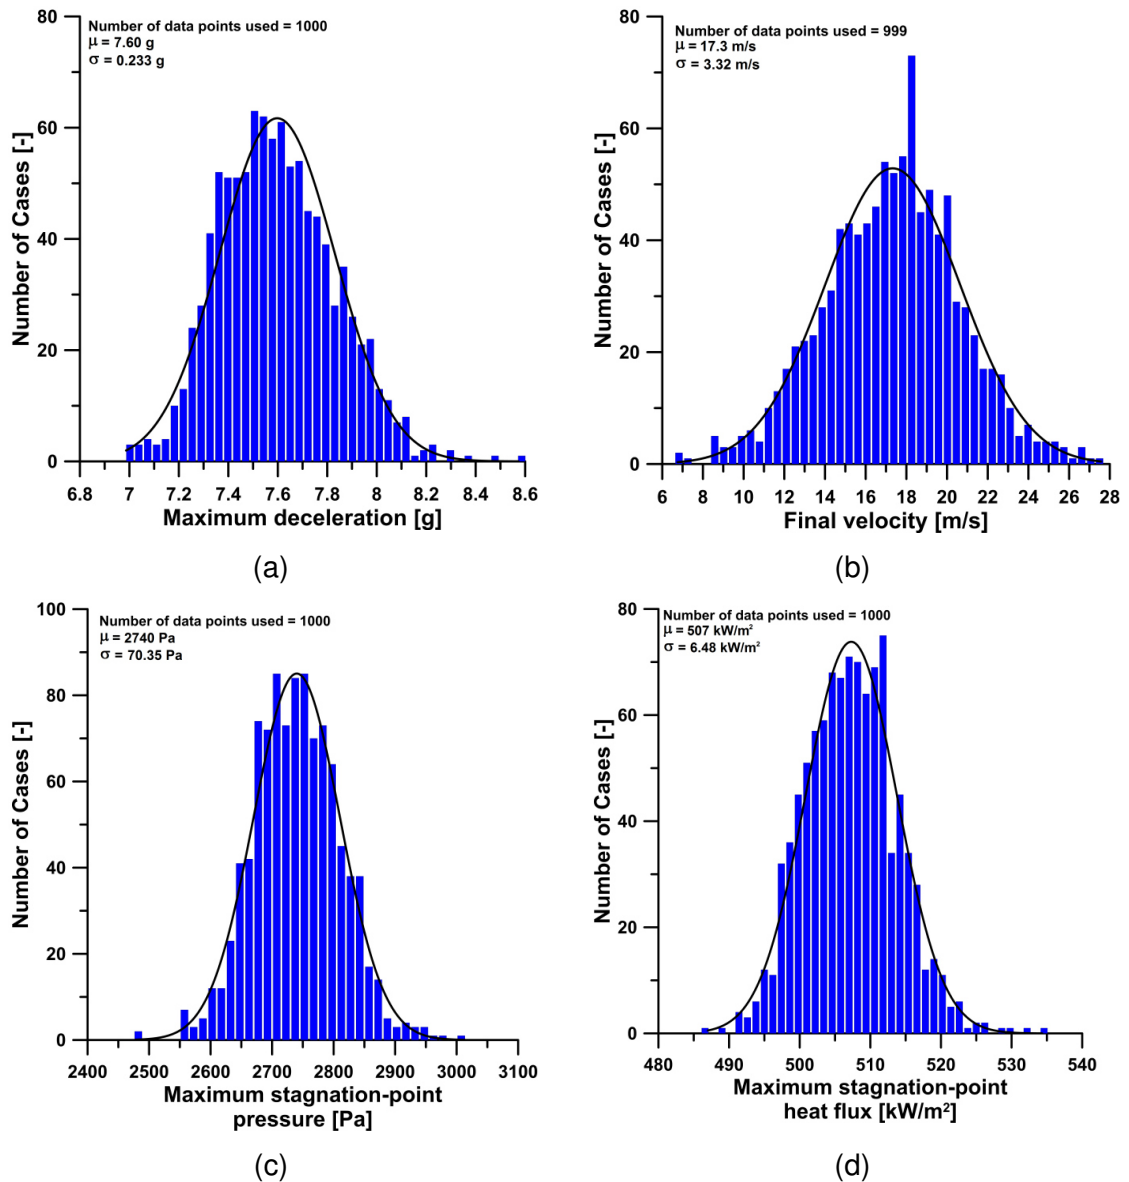 Number of data points used = 1000
μ = 7.60 g
σ = 0.233 g
80
60
40
20
0
Number of Cases [-]
6.8 7 7.2 7.4 7.6 7.8 8 8.2 8.4 8.6
Maximum deceleration [g]
(a)
Number of data points used = 999
μ = 17.3 m/s
σ = 3.32 m/s
80
60
40
20
0
Number of Cases [-]
6 8 10 12 14 16 18 20 22 24 26 28
Final velocity [m/s]
(b)
Number of data points used = 1000
μ = 2740 Pa
σ = 70.35 Pa
100
80
60
40
20
0
Number of Cases [-]
2400 2500 2600 2700 2800 2900 3000 3100
Maximum stagnation-point
pressure [Pa]
(c)
Number of data points used = 1000
μ = 507 kW/m²
σ = 6.48 kW/m²
80
60
40
20
0
Number of Cases [-]
480 490 500 510 520 530 540
Maximum stagnation-point
heat flux [kW/m²]
(d)